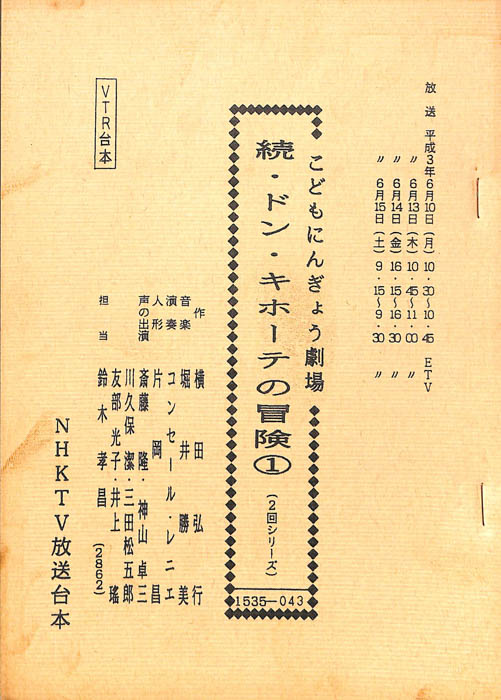 放送 平成3年6月10日(月)10・30〜10・45 ETV
〃 6月13日(木)10・45〜11・00 〃
〃 6月14日(金)16・15〜16・30
〃 6月15日(土)9・15〜9・30 〃
こどもにんぎょう劇場
続・ドン・キホーテの冒険①
(2回シリーズ)
1535-043
VTR台本
作 横田弘行
音楽 堀井勝美
演奏 コンセール・レニエ
人形 片岡昌
声の出演 斎藤隆・神山卓三
川久保潔・三田松五郎
友部光子・井上瑤
担当 鈴木孝昌(2862)
NHKTV放送台本